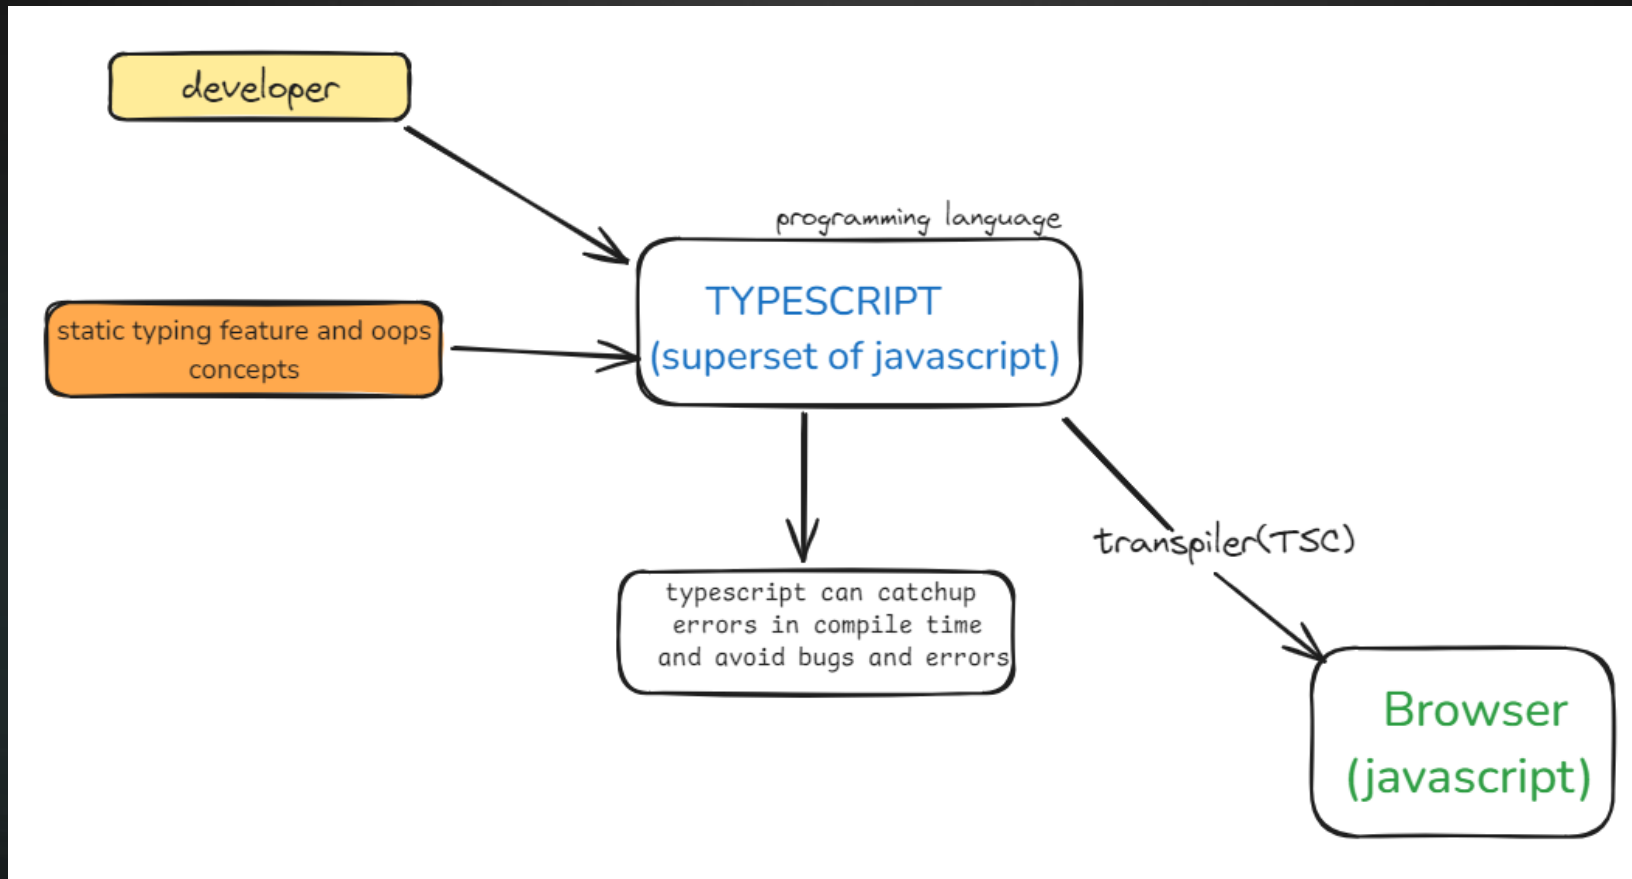 developer
programming language
TYPESCRIPT
(superset of javascript)
static typing feature and oops
concepts
transpiler(TSC)
typescript can catchup
errors in compile time
and avoid bugs and errors
Browser
(javascript)